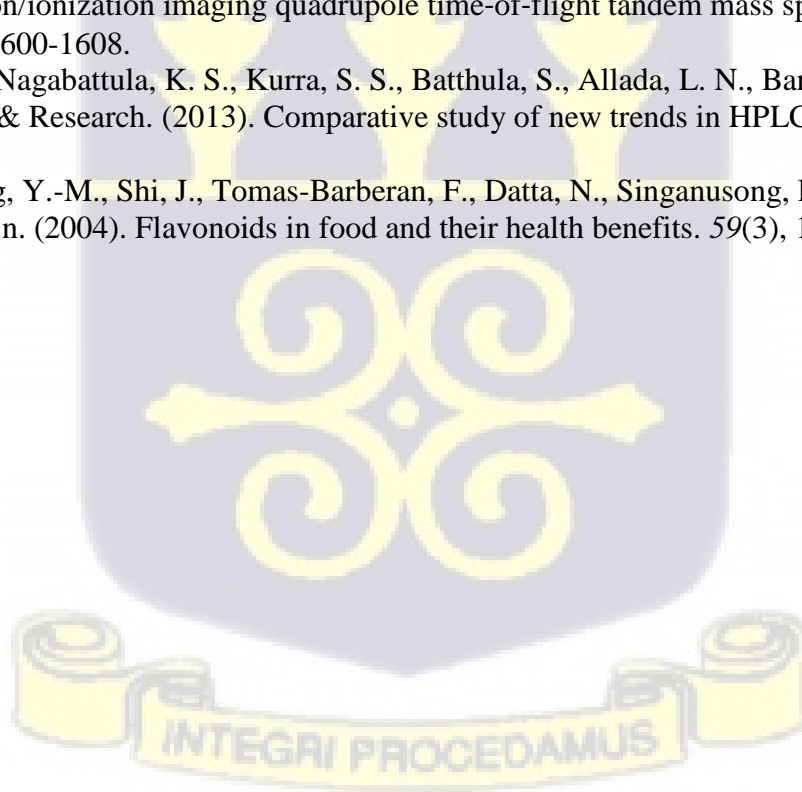 on/ionization imaging quadrupole time-of-flight tandem mass sp
600-1608.
Nagabattula, K. S., Kurra, S. S., Batthula, S., Allada, L. N., Bar
& Research. (2013). Comparative study of new trends in HPLC
g, Y.-M., Shi, J., Tomas-Barberan, F., Datta, N., Singanusong,
n. (2004). Flavonoids in food and their health benefits. 59(3), 1
INTEGRI PROCEDAMUS